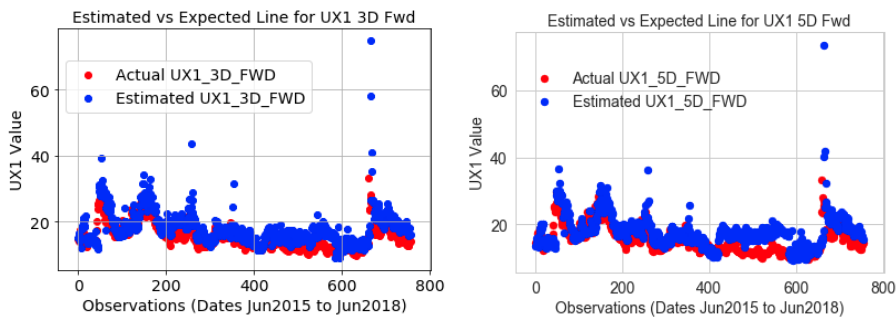 Estimated vs Expected Line for UX1 3D Fwd
Actual UX1_3D_FWD
Estimated UX1_3D_FWD
UX1 Value
60
40
20
0
200
400
600
800
Observations (Dates Jun2015 to Jun2018)
Estimated vs Expected Line for UX1 5D Fwd
Actual UX1_5D_FWD
Estimated UX1_5D_FWD
UX1 Value
60
40
20
0
200
400
600
800
Observations (Dates Jun2015 to Jun2018)